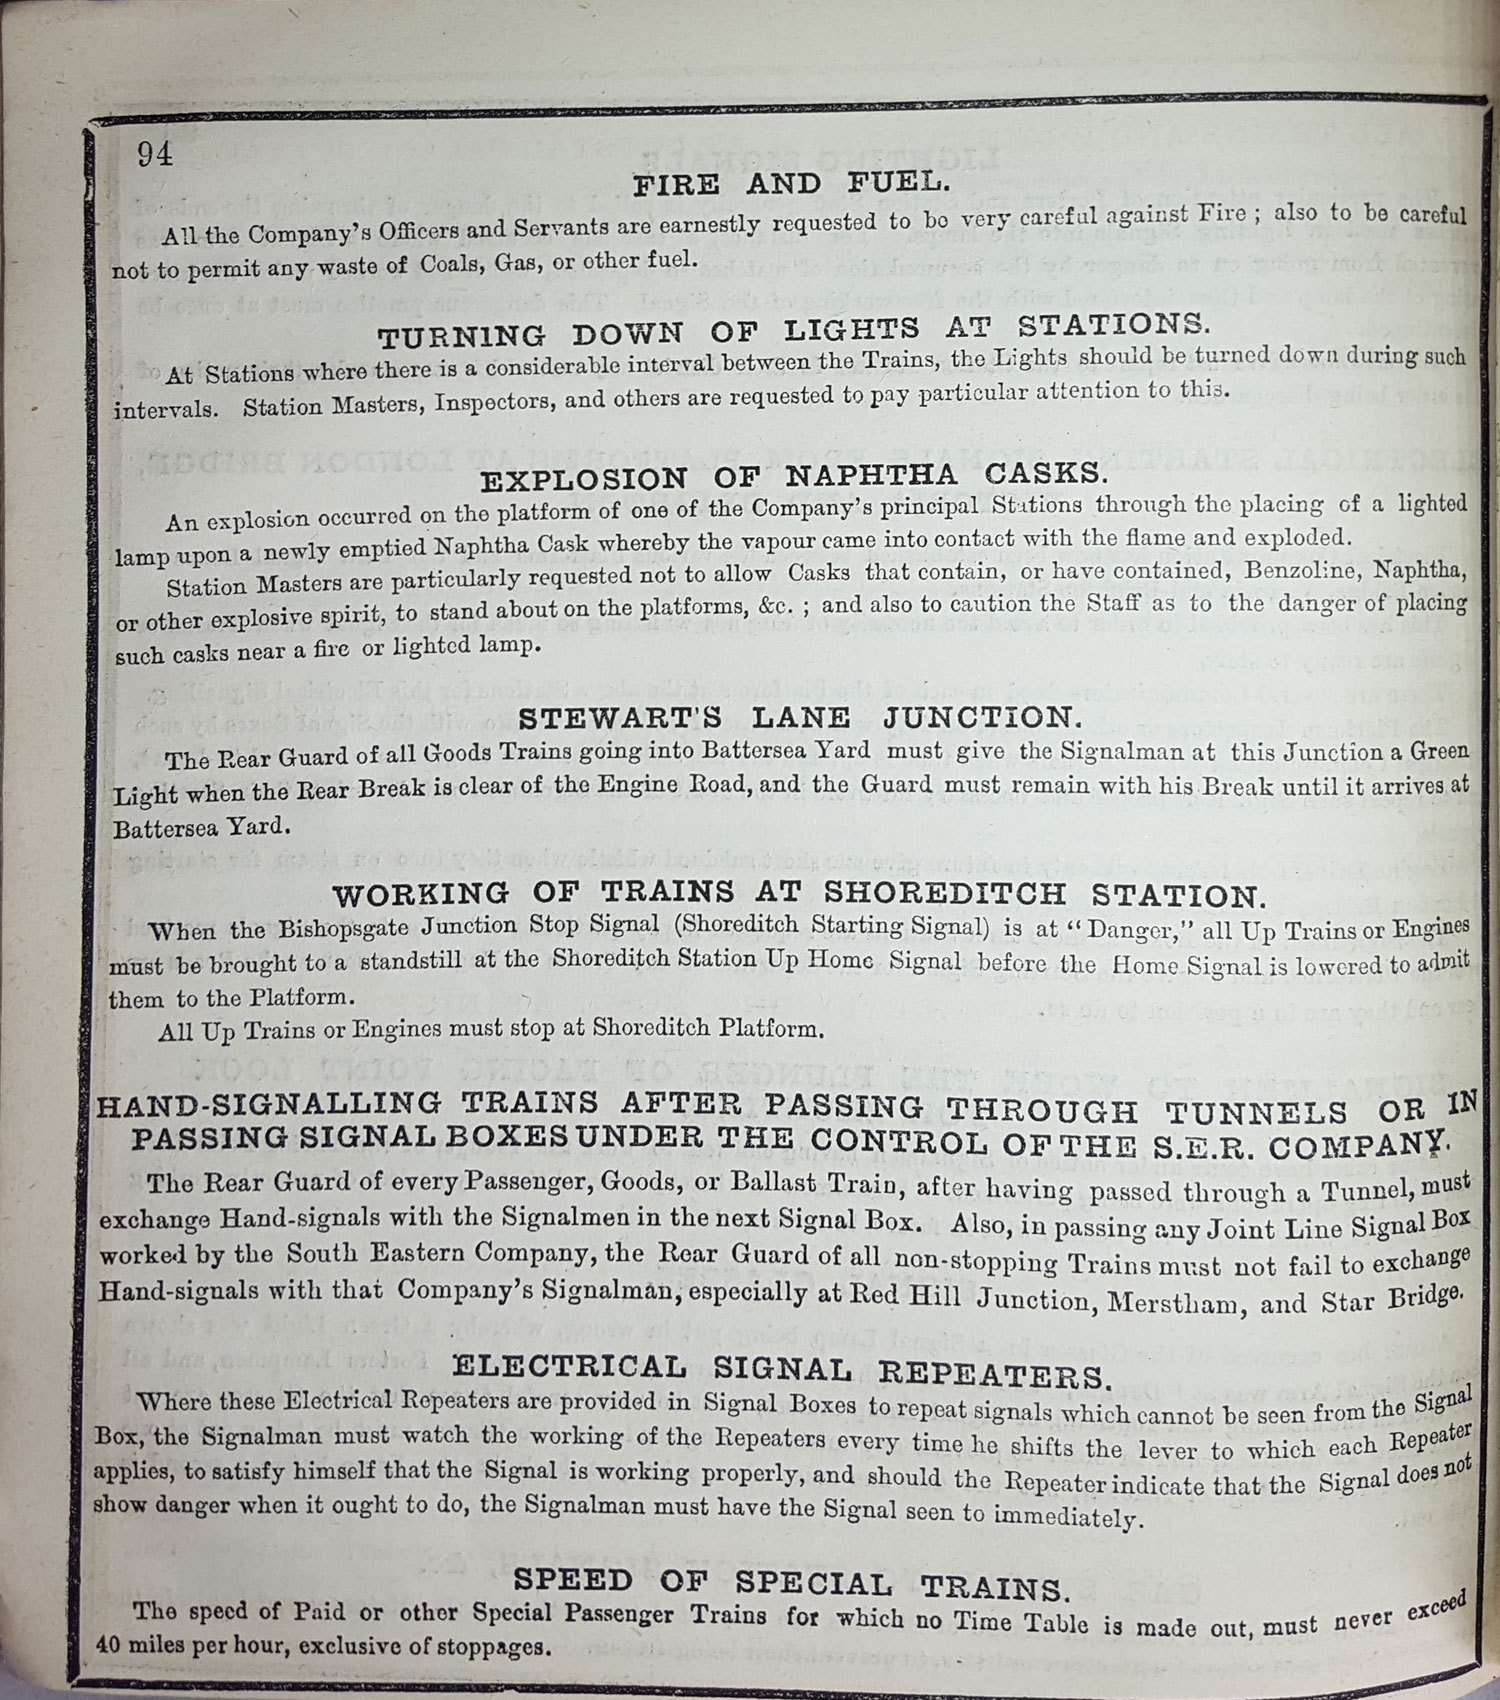 94
FIRE AND FUEL.
All the Company's Officers and Servants are earnestly requested to be very careful against Fire ; also to be careful
not to permit any waste of Coals, Gas, or other fuel.
TURNING DOWN OF LIGHTS AT STATIONS.
At Stations where there is a considerable interval between the Trains, the Lights should be turned down during such
intervals. Station Masters, Inspectors, and others are requested to pay particular attention to this.
EXPLOSION OF NAPHTHA CASKS.
An explosion occurred on the platform of one of the Company's principal Stations through the placing of a lighted
lamp upon a newly emptied Naphtha Cask whereby the vapour came into contact with the flame and exploded.
Station Masters are particularly requested not to allow Casks that contain, or have contained, Benzoline, Naphtha,
or other explosive spirit, to stand about on the platforms, &c. ; and also to caution the Staff as to the danger of placing
such casks near a fire or lighted lamp.
STEWART'S LANE JUNCTION.
The Rear Guard of all Goods Trains going into Battersea Yard must give the Signalman at this Junction a Green
Light when the Rear Break is clear of the Engine Road, and the Guard must remain with his Break until it arrives at
Battersea Yard.
WORKING OF TRAINS AT SHOREDITCH STATION.
When the Bishopsgate Junction Stop Signal (Shoreditch Starting Signal) is at "Danger," all Up Trains or Engines
must be brought to a standstill at the Shoreditch Station Up Home Signal before the Home Signal is lowered to admit
them to the Platform.
All Up Trains or Engines must stop at Shoreditch Platform.
HAND-SIGNALLING TRAINS AFTER PASSING THROUGH TUNNELS OR IN
PASSING SIGNAL BOXES UNDER THE CONTROL OF THE S.E.R. COMPANY.
The Rear Guard of every Passenger, Goods, or Ballast Train, after having passed through a Tunnel, must
exchange Hand-signals with the Signalmen in the next Signal Box. Also, in passing any Joint Line Signal Box
worked by the South Eastern Company, the Rear Guard of all non-stopping Trains must not fail to exchange
Hand-signals with that Company's Signalman, especially at Red Hill Junction, Merstham, and Star Bridge.
ELECTRICAL SIGNAL REPEATERS.
Where these Electrical Repeaters are provided in Signal Boxes to repeat signals which cannot be seen from the Signal
Box, the Signalman must watch the working of the Repeaters every time he shifts the lever to which each Repeater
applies, to satisfy himself that the Signal is working properly, and should the Repeater indicate that the Signal does not
show danger when it ought to do, the Signalman must have the Signal seen to immediately.
SPEED OF SPECIAL TRAINS.
The speed of Paid or other Special Passenger Trains for which no Time Table is made out, must never exceed
40 miles per hour, exclusive of stoppages.